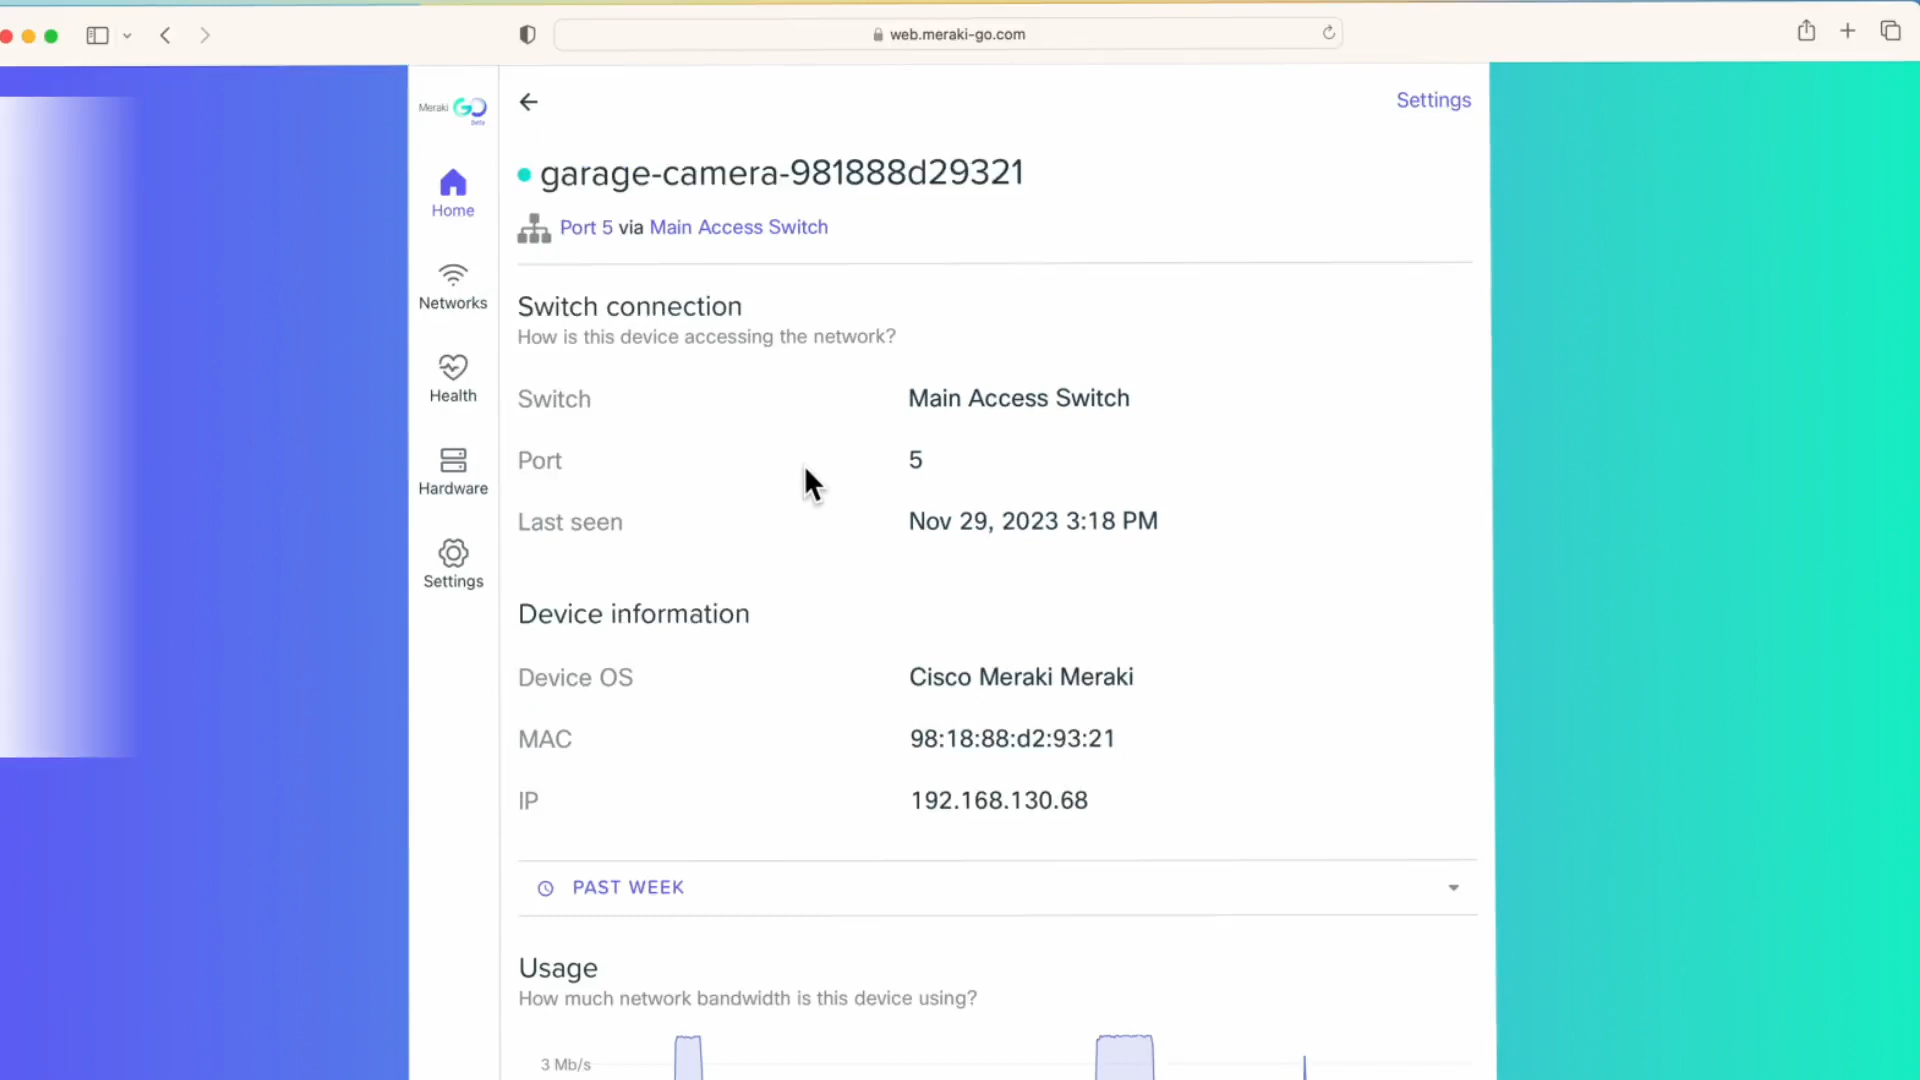 web.meraki-go.com
Meraki GO
Beta
Settings
garage-camera-981888d29321
Port 5 via Main Access Switch
Home
Networks
Health
Hardware
Settings
Switch connection
How is this device accessing the network?
Switch Main Access Switch
Port 5
Last seen Nov 29, 2023 3:18 PM
Device information
Device OS Cisco Meraki Meraki
MAC 98:18:88:d2:93:21
IP 192.168.130.68
PAST WEEK
Usage
How much network bandwidth is this device using?
3 Mb/s